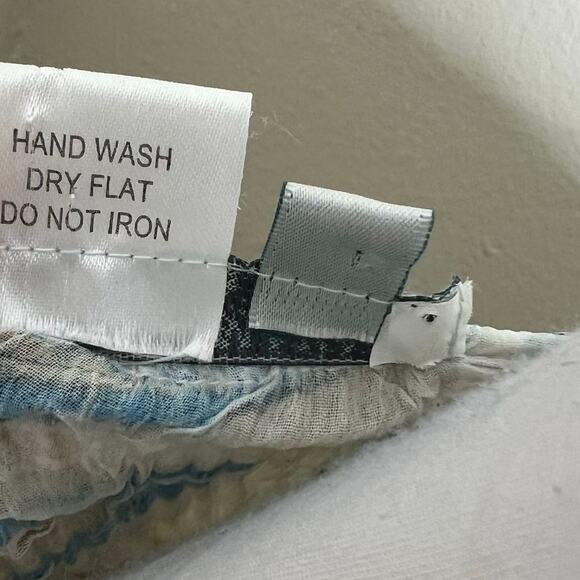 HAND WASH
DRY FLAT
DO NOT IRON